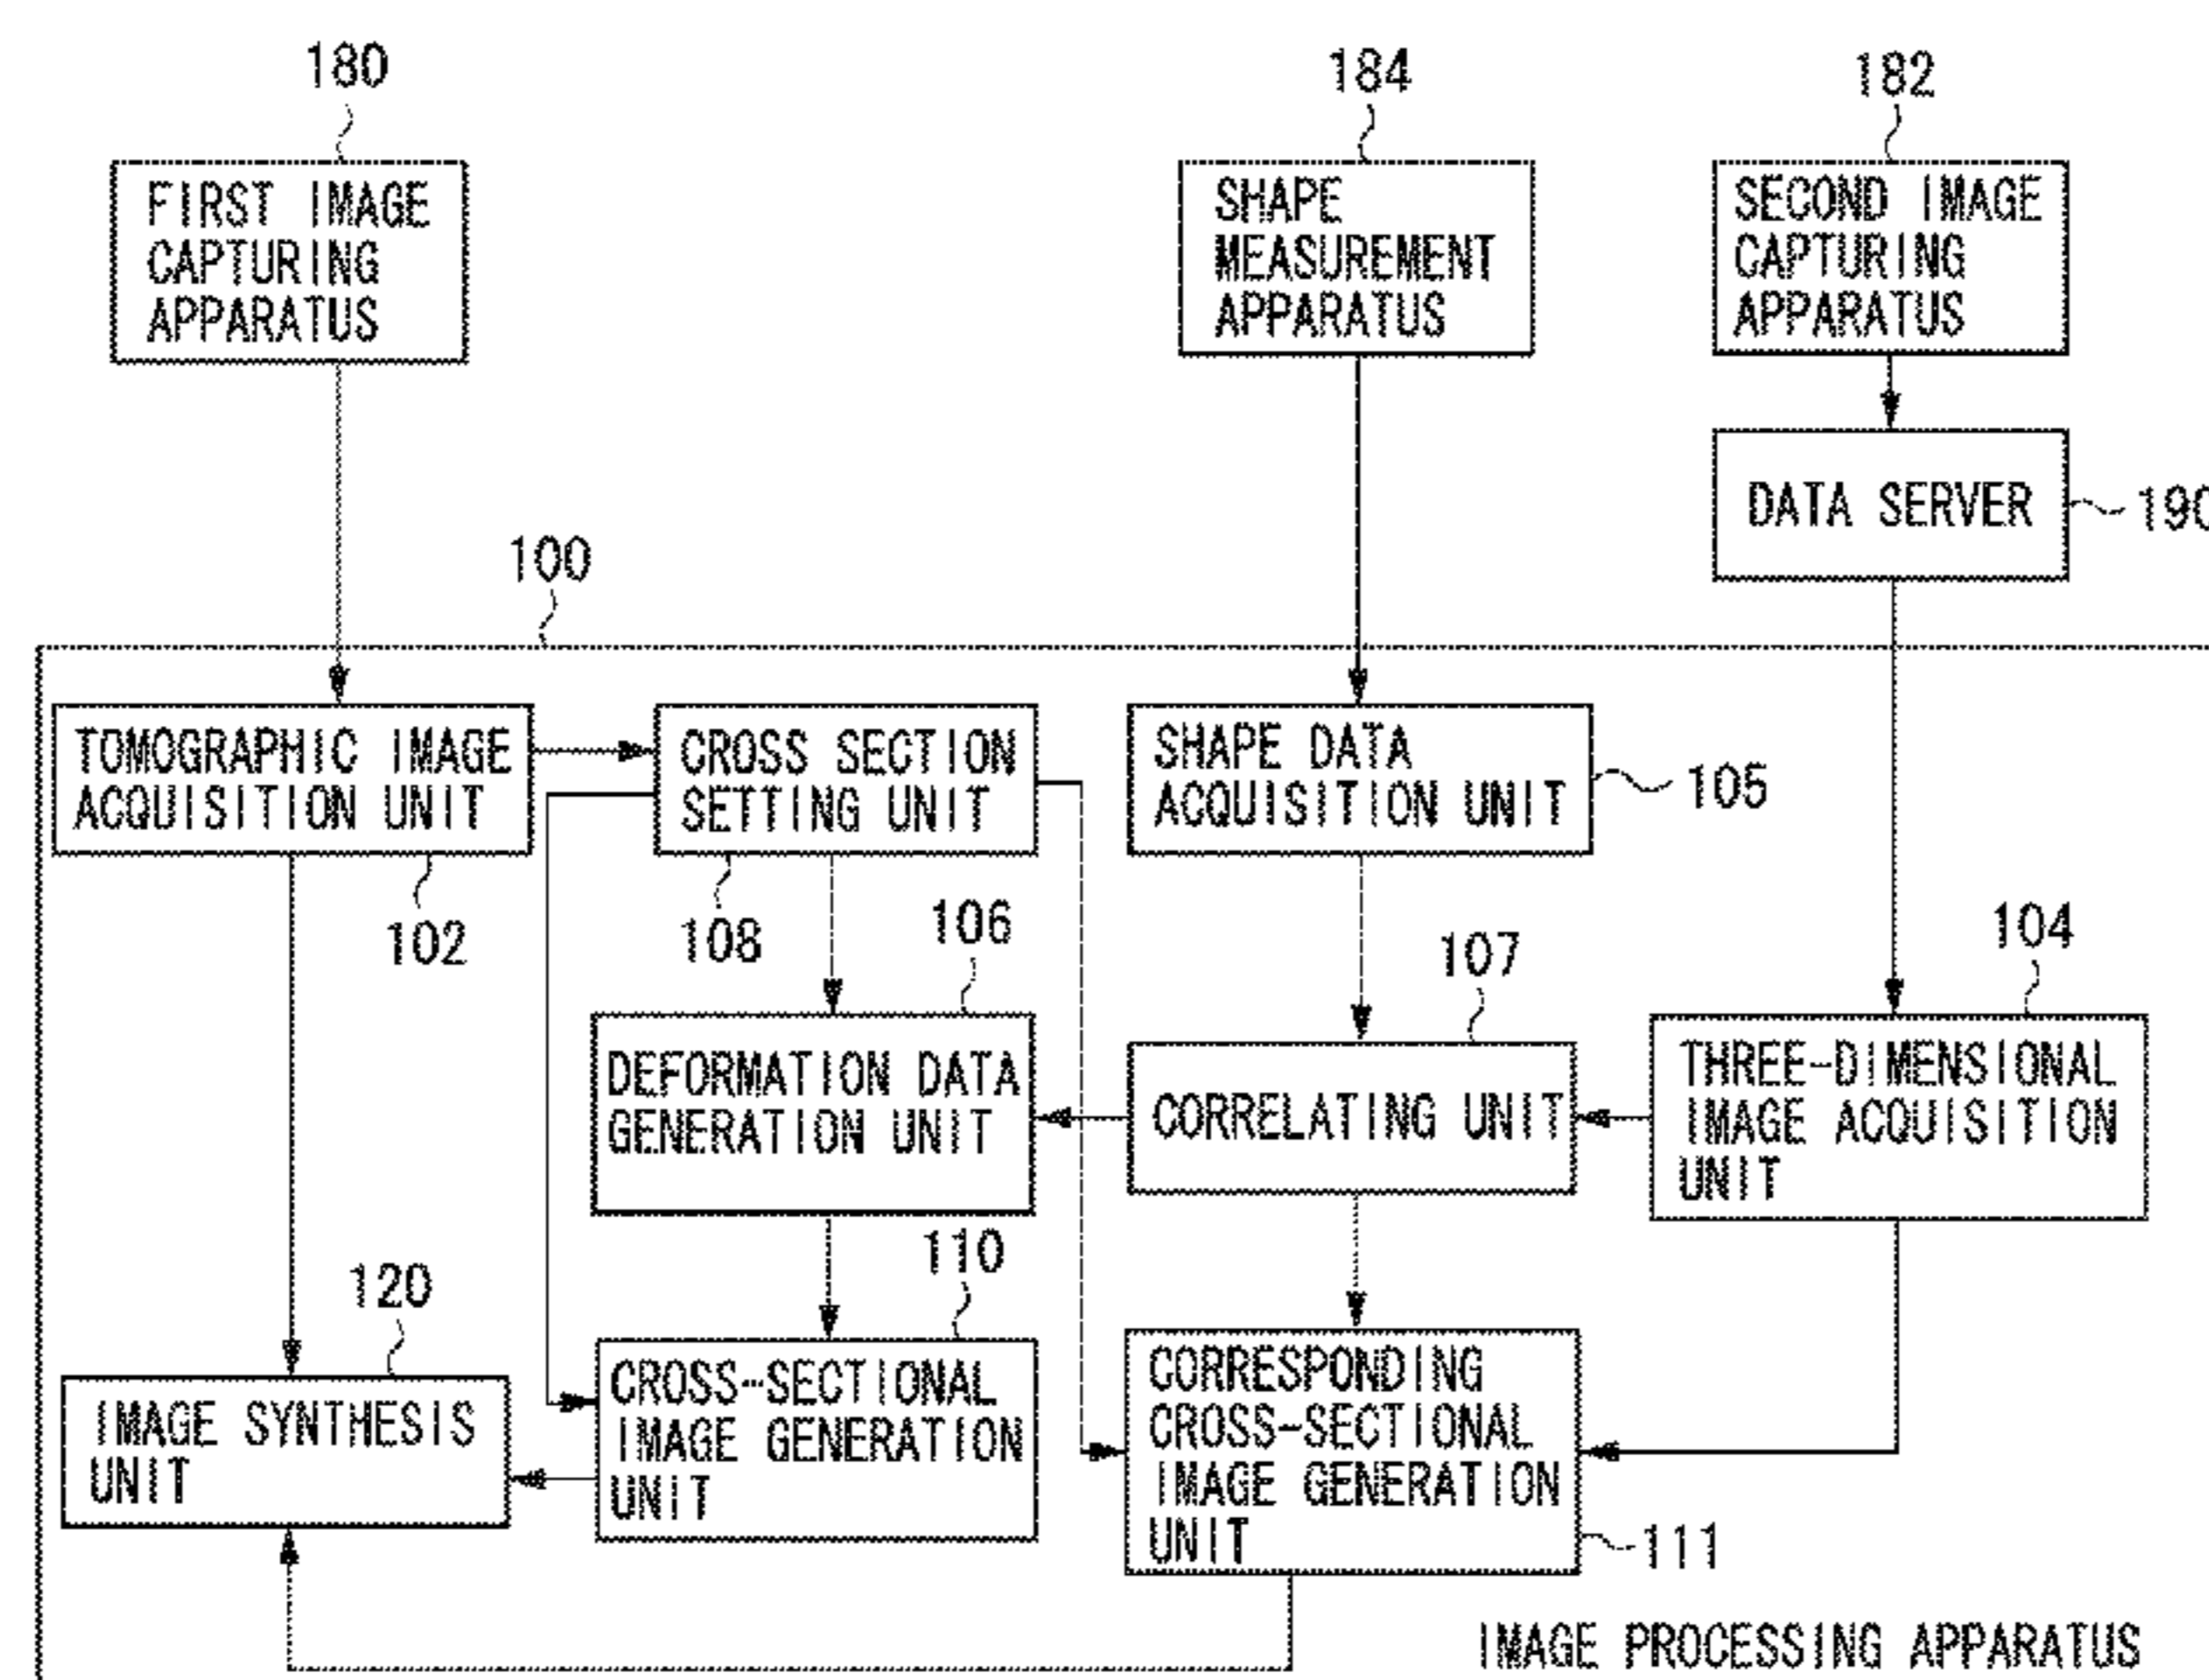 180
184
182
FIRST IMAGE
CAPTURING
APPARATUS
SHAPE
MEASUREMENT
APPARATUS
SECOND IMAGE
CAPTURING
APPARATUS
DATA SERVER
190
100
TOMOGRAPHIC IMAGE
ACQUISITION UNIT
CROSS SECTION
SETTING UNIT
SHAPE DATA
ACQUISITION UNIT
105
102
108
106
107
104
DEFORMATION DATA
GENERATION UNIT
CORRELATING UNIT
THREE-DIMENSIONAL
IMAGE ACQUISITION
UNIT
120
110
IMAGE SYNTHESIS
UNIT
CROSS-SECTIONAL
IMAGE GENERATION
UNIT
CORRESPONDING
CROSS-SECTIONAL
IMAGE GENERATION
UNIT
111
IMAGE PROCESSING APPARATUS